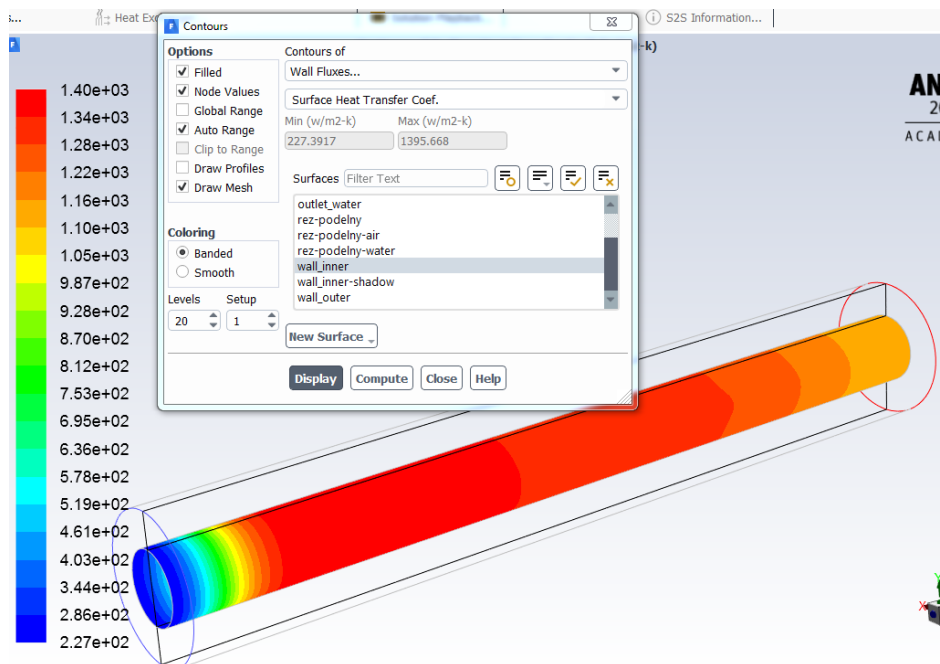 s...
Heat Ex
S2S Information...
Contours
-k)
Options
Filled
Node Values
Global Range
Auto Range
Clip to Range
Draw Profiles
Draw Mesh
Coloring
Banded
Smooth
Levels Setup
20 1
Contours of
Wall Fluxes...
Surface Heat Transfer Coef.
Min (w/m2-k) Max (w/m2-k)
227.3917 1395.668
Surfaces Filter Text
outlet_water
rez-podelny
rez-podelny-air
rez-podelny-water
wall_inner
wall_inner-shadow
wall_outer
New Surface
Display Compute Close Help
1.40e+03
1.34e+03
1.28e+03
1.22e+03
1.16e+03
1.10e+03
1.05e+03
9.87e+02
9.28e+02
8.70e+02
8.12e+02
7.53e+02
6.95e+02
6.36e+02
5.78e+02
5.19e+02
4.61e+02
4.03e+02
3.44e+02
2.86e+02
2.27e+02
AN
20
ACA
Y
X